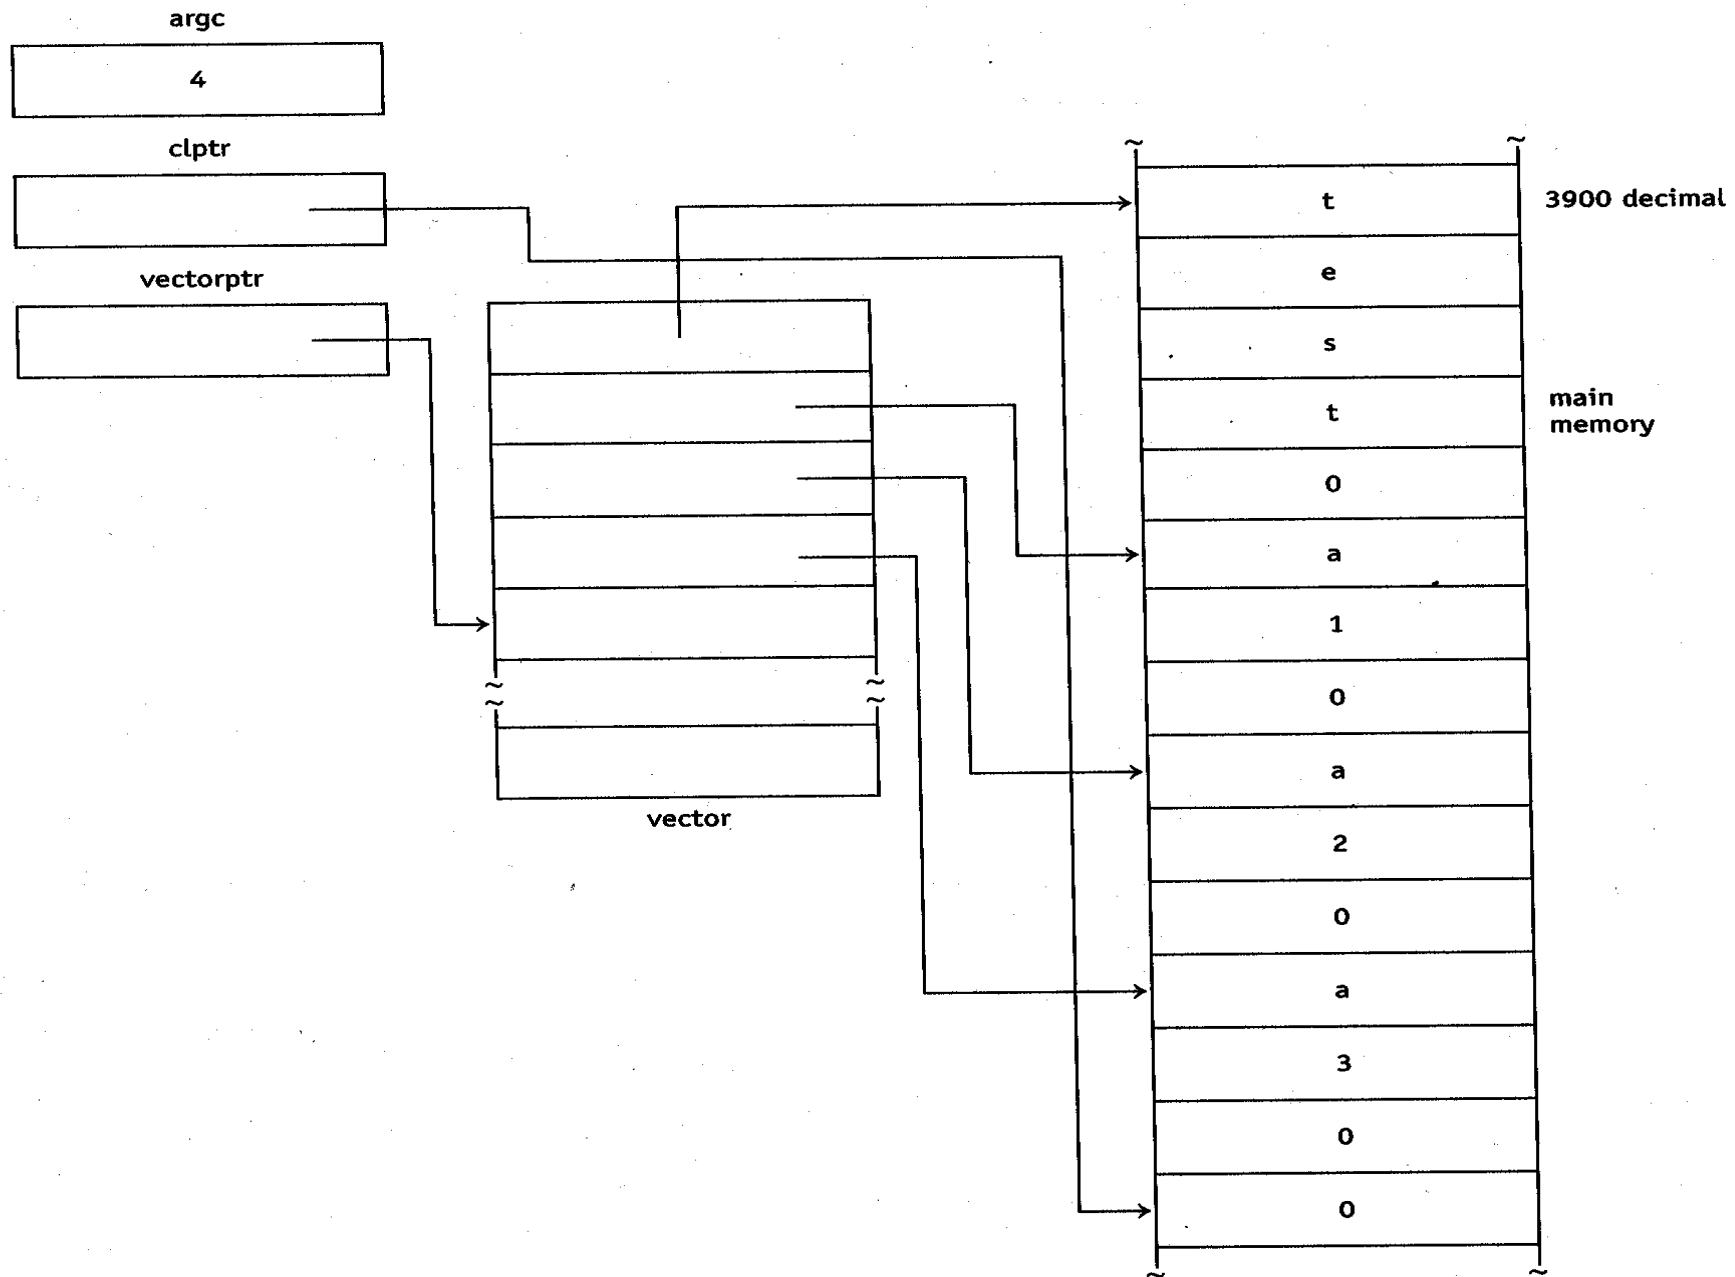 argc
4
clptr
vectorptr
vector
t
3900 decimal
e
s
t
main
memory
0
a
1
0
a
2
0
a
3
0
0